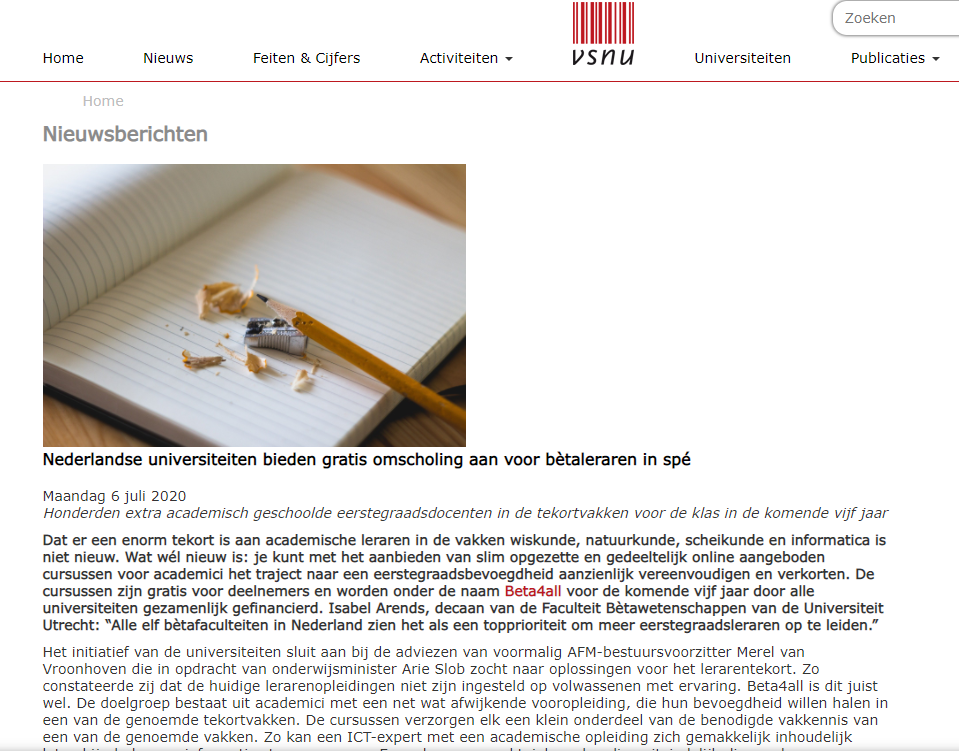 Zoeken
vsnu
Home Nieuws Feiten & Cijfers Activiteiten Universiteiten Publicaties
Home
Nieuwsberichten
Nederlandse universiteiten bieden gratis omscholing aan voor bètaleraren in spé
Maandag 6 juli 2020
Honderden extra academisch geschoolde eerstegraadsdocenten in de tekortvakken voor de klas in de komende vijf jaar
Dat er een enorm tekort is aan academische leraren in de vakken wiskunde, natuurkunde, scheikunde en informatica is
niet nieuw. Wat wél nieuw is: je kunt met het aanbieden van slim opgezette en gedeeltelijk online aangeboden
cursussen voor academici het traject naar een eerstegraadsbevoegdheid aanzienlijk vereenvoudigen en verkorten. De
cursussen zijn gratis voor deelnemers en worden onder de naam Beta4all voor de komende vijf jaar door alle
universiteiten gezamenlijk gefinancierd. Isabel Arends, decaan van de Faculteit Bètawetenschappen van de Universiteit
Utrecht: “Alle elf bètafaculteiten in Nederland zien het als een topprioriteit om meer eerstegraadsleraren op te leiden.”
Het initiatief van de universiteiten sluit aan bij de adviezen van voormalig AFM-bestuursvoorzitter Merel van
Vroonhoven die in opdracht van onderwijsminister Arie Slob zocht naar oplossingen voor het lerarentekort. Zo
constateerde zij dat de huidige lerarenopleidingen niet zijn ingesteld op volwassenen met ervaring. Beta4all is dit juist
wel. De doelgroep bestaat uit academici met een net wat afwijkende vooropleiding, die hun bevoegdheid willen halen in
een van de genoemde tekortvakken. De cursussen verzorgen elk een klein onderdeel van de benodigde vakkennis van
een van de genoemde vakken. Zo kan een ICT-expert met een academische opleiding zich gemakkelijk inhoudelijk